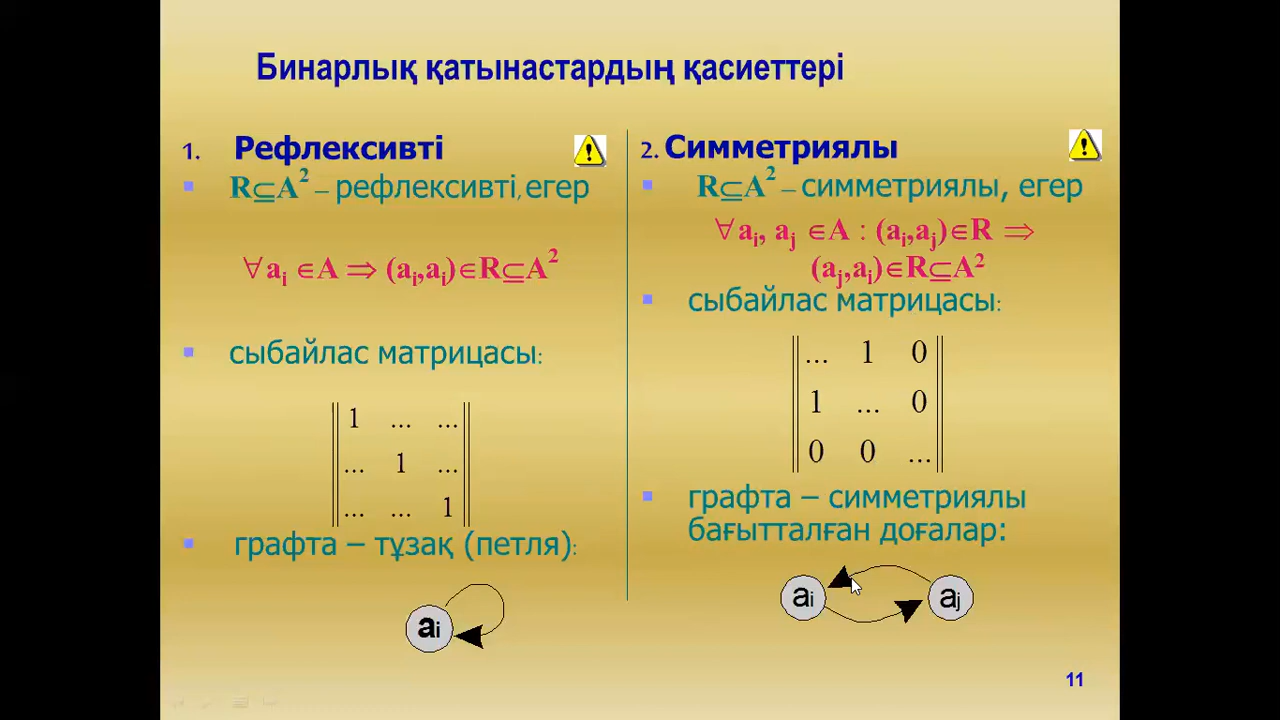 Бинарлық қатынастардың қасиеттері
1. Рефлексивті
R⊆A² – рефлексивті, егер
∀ aᵢ ∈A ⇒ (aᵢ,aᵢ)∈R⊆A²
сыбайлас матрицасы:
1 ... ...
... 1 ...
... ... 1
графта – тұзақ (петля):
aᵢ
2. Симметриялы
R⊆A² – симметриялы, егер
∀ aᵢ, aⱼ ∈A : (aᵢ,aⱼ)∈R ⇒
(aⱼ,aᵢ)∈R⊆A²
сыбайлас матрицасы:
... 1 0
1 ... 0
0 0 ...
графта – симметриялы
бағытталған доғалар:
aᵢ aⱼ
11